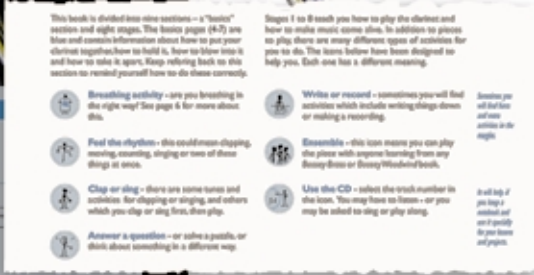 This book is divided into nine sections – a "basics"
section and eight stages. The basics pages (4-7) are
blue and contain information about how to put your
clarinet together, how to hold it, how to blow into it
and how to take it apart. Keep referring back to this
section to remind yourself how to do these correctly.
Stages 1 to 8 teach you how to play the clarinet and
how to make music come alive. In addition to pieces
to play, there are many different types of activities for
you to do. The icons below have been designed to
help you. Each one has a different meaning.
Breathing activity – are you breathing in
the right way? See page 6 for more about
this.
Feel the rhythm – this could mean clapping,
moving, counting, singing or two of these
things at once.
Clap or sing – there are some tunes and
activities for clapping or singing, and others
which you clap or sing first, then play.
Answer a question – or solve a puzzle, or
think about something in a different way.
Write or record – sometimes you will find
activities which include writing things down
or making a recording.
Ensemble – this icon means you can play
the piece with anyone learning from any
Boosey Brass or Boosey Woodwind book.
Use the CD – select the track number in
the icon. You may have to listen – or you
may be asked to sing or play along.
Sometimes you
will find hints
and extra
activities in the
margin.
It will help if
you keep a
notebook and
use it specially
for your lessons
and projects.